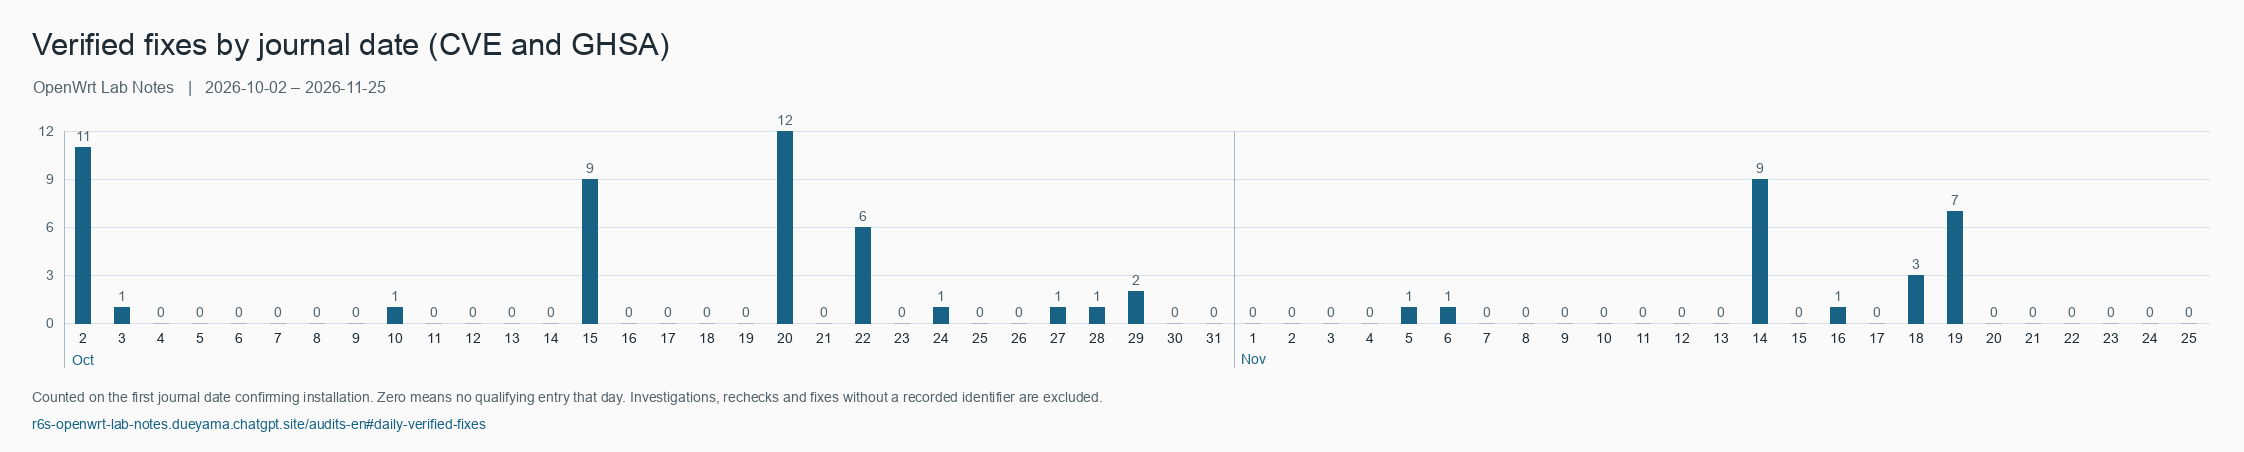 Verified fixes by journal date (CVE and GHSA)
OpenWrt Lab Notes | 2026-10-02 – 2026-11-25
12
9
6
3
0
11 1 0 0 0 0 0 0 1 0 0 0 0 9 0 0 0 0 12 0 6 0 1 0 0 1 1 2 0 0 0 0 0 0 1 1 0 0 0 0 0 0 0 9 0 1 0 3 7 0 0 0 0 0 0
2 3 4 5 6 7 8 9 10 11 12 13 14 15 16 17 18 19 20 21 22 23 24 25 26 27 28 29 30 31 1 2 3 4 5 6 7 8 9 10 11 12 13 14 15 16 17 18 19 20 21 22 23 24 25
Oct Nov
Counted on the first journal date confirming installation. Zero means no qualifying entry that day. Investigations, rechecks and fixes without a recorded identifier are excluded.
r6s-openwrt-lab-notes.dueyama.chatgpt.site/audits-en#daily-verified-fixes